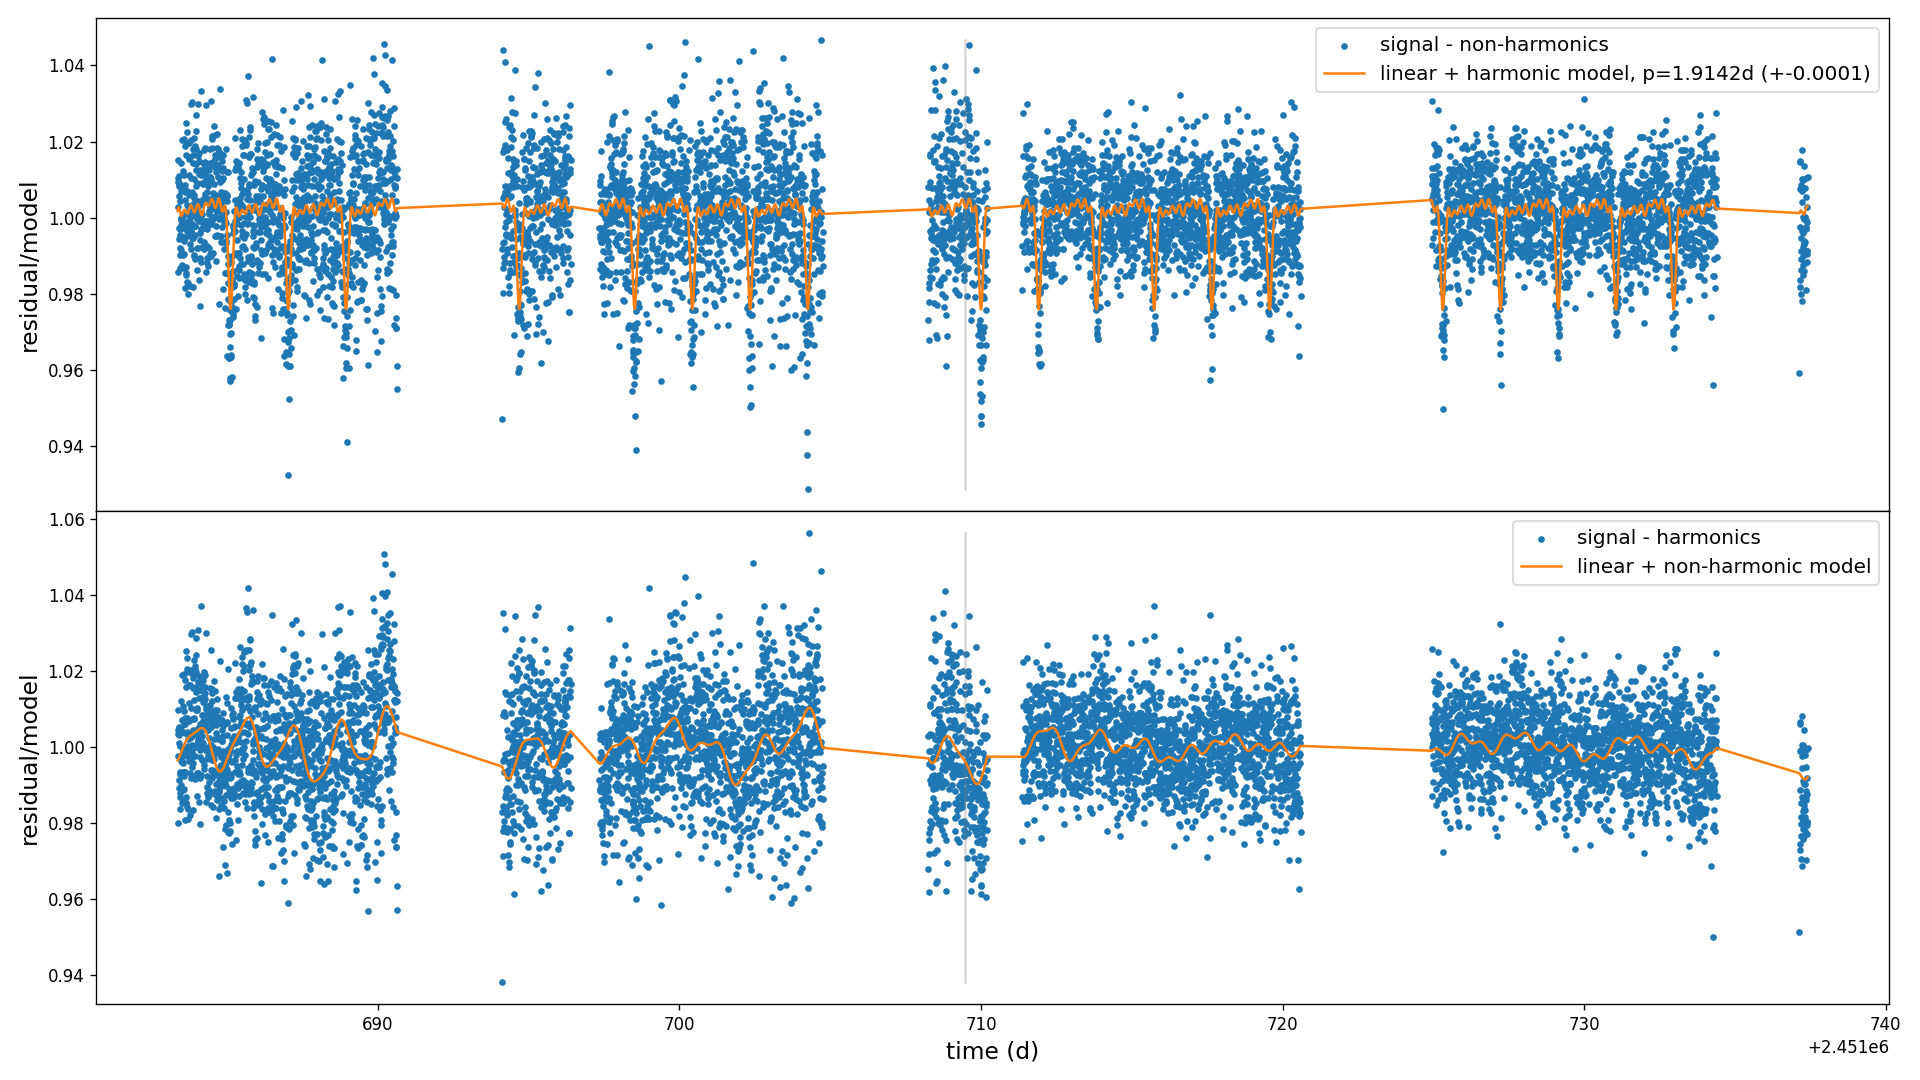 signal - non-harmonics
linear + harmonic model, p=1.9142d (+-0.0001)
residual/model
1.04
1.02
1.00
0.98
0.96
0.94
signal - harmonics
linear + non-harmonic model
residual/model
1.06
1.04
1.02
1.00
0.98
0.96
0.94
690
700
710
720
730
740
time (d)
+2.451e6